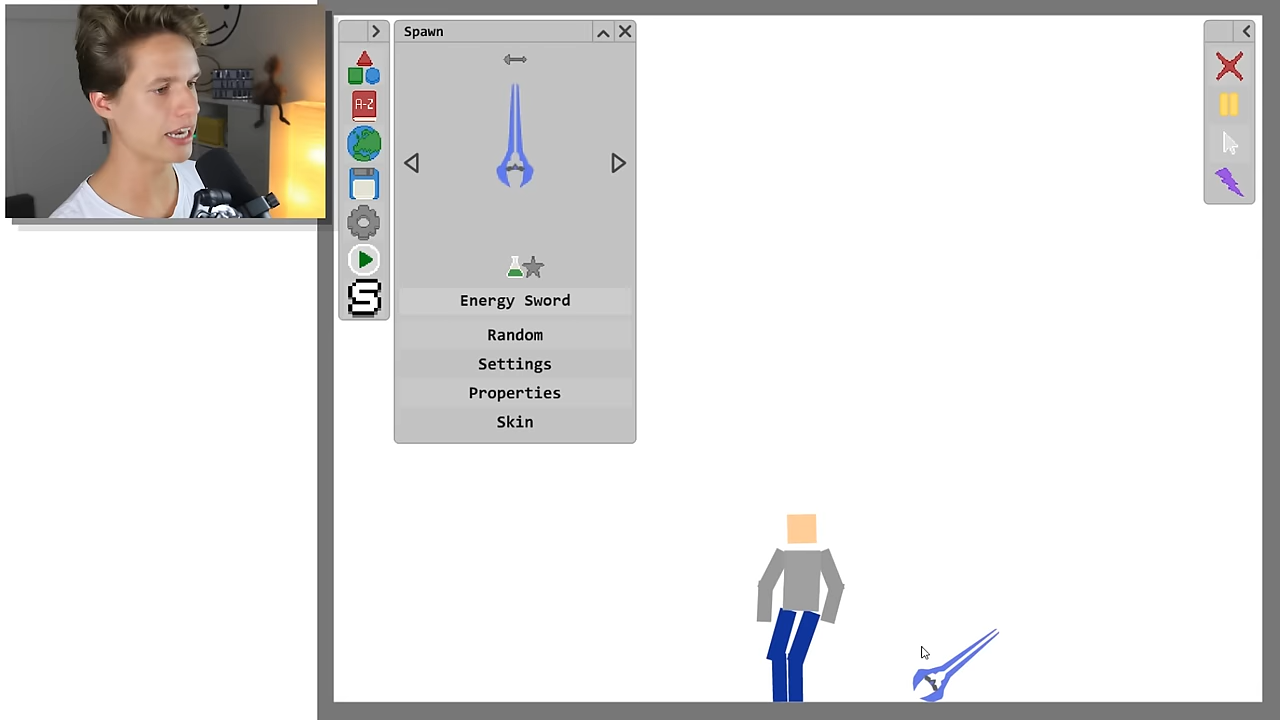 Spawn
A-Z
S
Energy Sword
Random
Settings
Properties
Skin